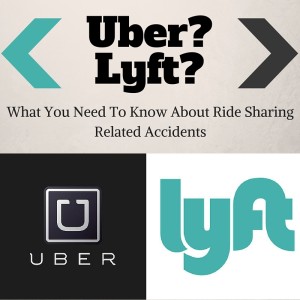 Uber?
Lyft?
What You Need To Know About Ride Sharing
Related Accidents
U
UBER
lyft